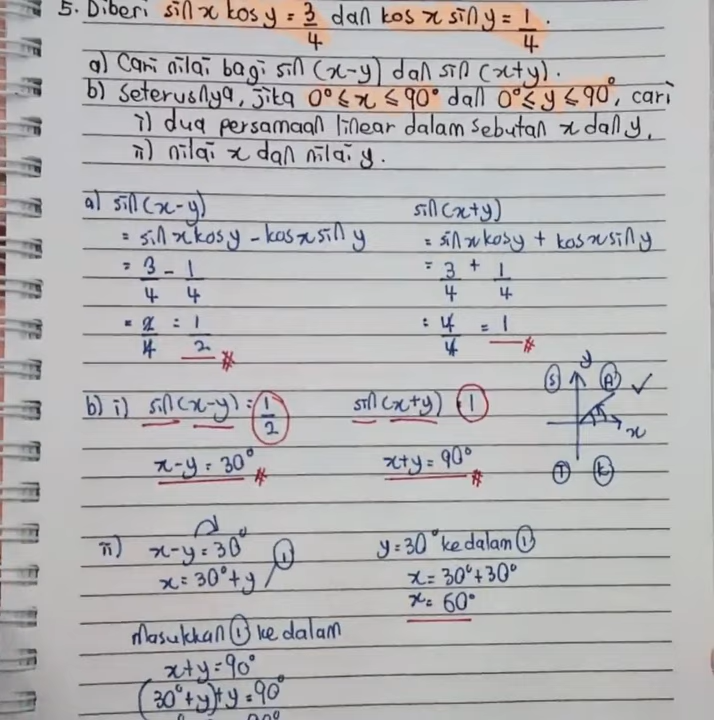 5. Diberi sin x kos y = 3/4 dan kos x sin y = 1/4.
a) Cari nilai bagi sin (x-y) dan sin (x+y).
b) Seterusnya, jika 0° ≤ x ≤ 90° dan 0° ≤ y ≤ 90°, cari
i) dua persamaan linear dalam sebutan x dan y.
ii) nilai x dan nilai y.
a) sin (x-y)
= sin x kos y - kos x sin y
= 3/4 - 1/4
= 2/4 = 1/2 #
sin (x+y)
= sin x kos y + kos x sin y
= 3/4 + 1/4
= 4/4 = 1 #
b) i) sin (x-y) = 1/2
x-y = 30° #
sin (x+y) = 1
x+y = 90° #
y
S A ✓
x
T K
ii) x-y = 30°
x = 30°+y ①
Masukkan ① ke dalam
x+y = 90°
(30°+y)+y = 90°
y = 30° ke dalam ①
x = 30°+30°
x = 60°